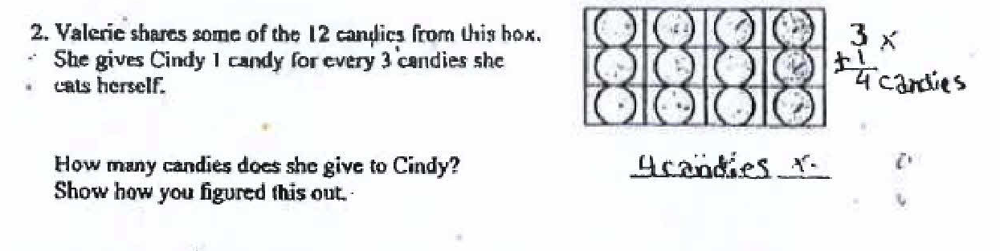 2. Valerie shares some of the 12 candies from this box.
She gives Cindy 1 candy for every 3 candies she
eats herself.
3 x
+1
4 candies
How many candies does she give to Cindy?
4 candies x
Show how you figured this out.